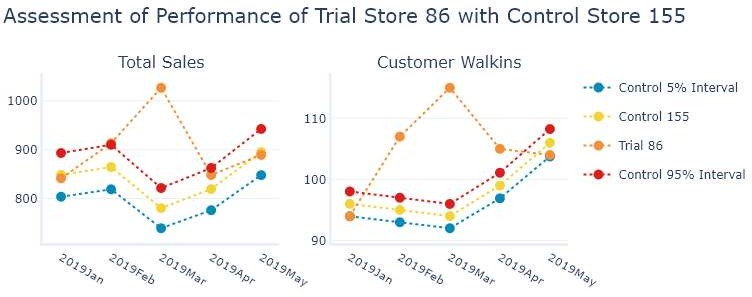 Assessment of Performance of Trial Store 86 with Control Store 155
Total Sales
Customer Walkins
1000
900
800
2019Jan
2019Feb
2019Mar
2019Apr
2019May
110
100
90
2019Jan
2019Feb
2019Mar
2019Apr
2019May
Control 5% Interval
Control 155
Trial 86
Control 95% Interval